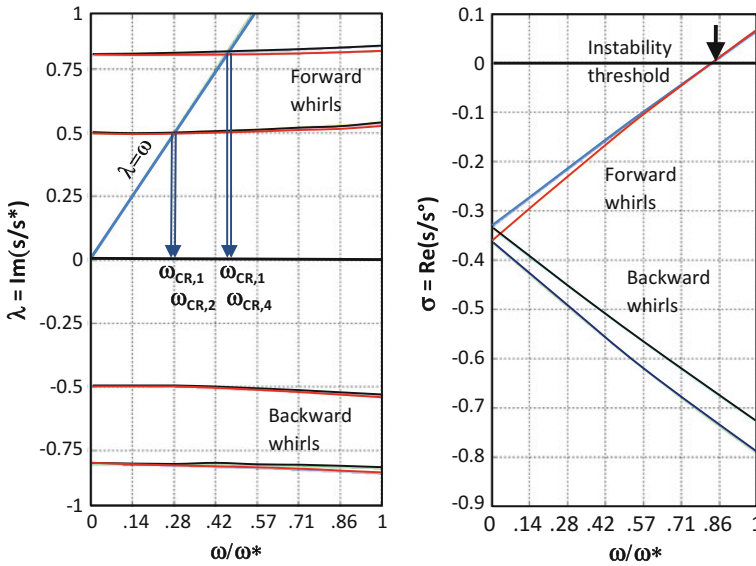 1
0.75
0.5
0.25
0
-0.25
-0.5
-0.75
-1
λ = Im(s/s*)
Forward
whirls
λ=ω
ωCR,1
ωCR,2
ωCR,1
ωCR,4
Backward
whirls
0 .14 .28 .42 .57 .71 .86 1
ω/ω*
0.1
0
-0.1
-0.2
-0.3
-0.4
-0.5
-0.6
-0.7
-0.8
-0.9
σ = Re(s/s°)
Instability
threshold
Forward
whirls
Backward
whirls
0 .14 .28 .42 .57 .71 .86 1
ω/ω*